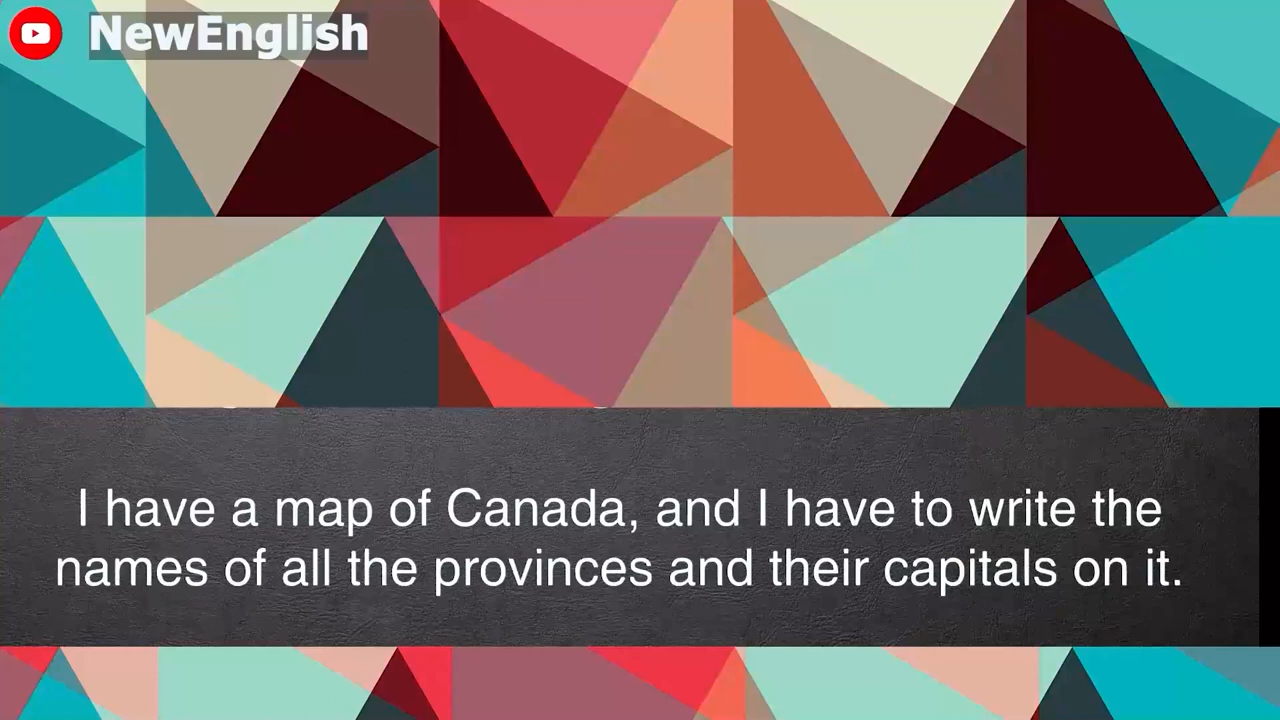 NewEnglish
I have a map of Canada, and I have to write the
names of all the provinces and their capitals on it.